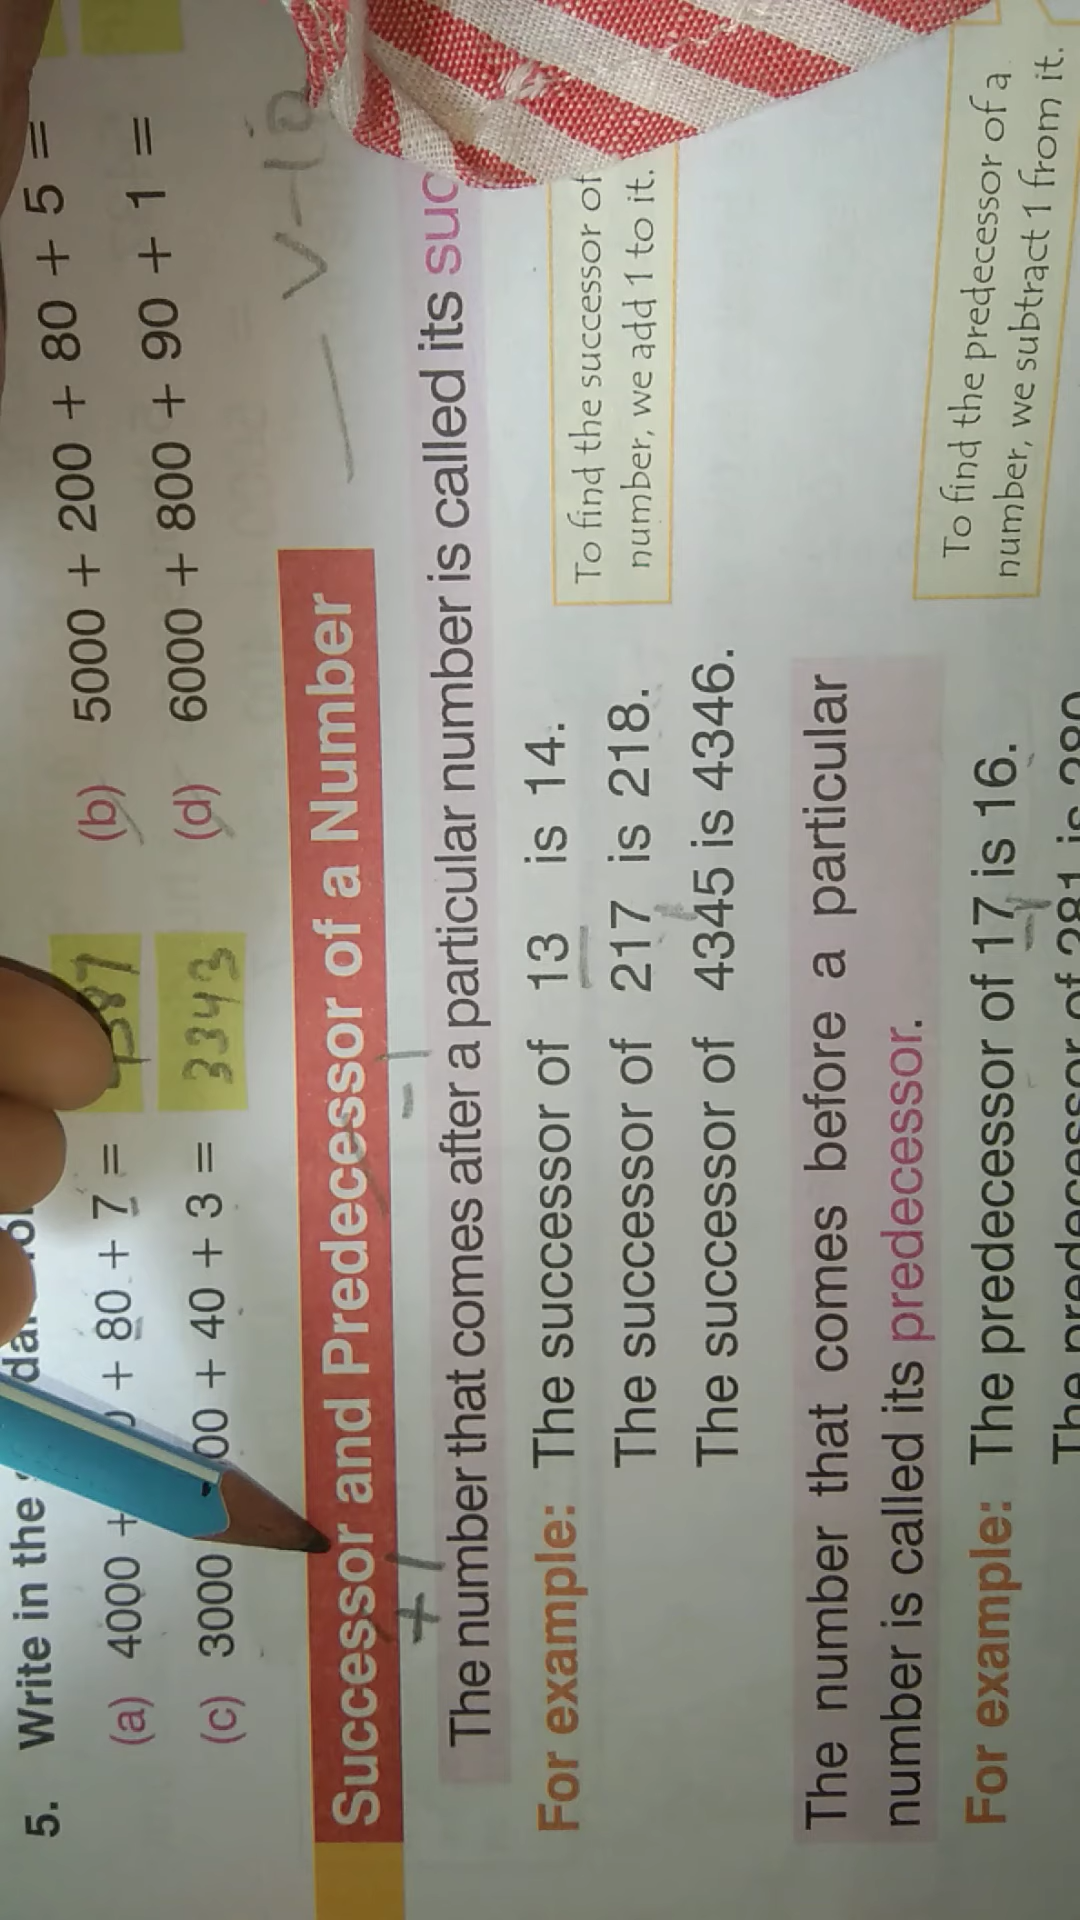 5. Write in the
(a) 4000 + + 80 + 7 =
(b) 5000 + 200 + 80 + 5 =
(c) 3000 00 + 40 + 3 = 3343
(d) 6000 + 800 + 90 + 1 =
Successor and Predecessor of a Number
+1 -1
The number that comes after a particular number is called its suc
For example: The successor of 13 is 14.
The successor of 217 is 218.
The successor of 4345 is 4346.
To find the successor of
number, we add 1 to it.
The number that comes before a particular
number is called its predecessor.
For example: The predecessor of 17 is 16.
To find the predecessor of a
number, we subtract 1 from it.